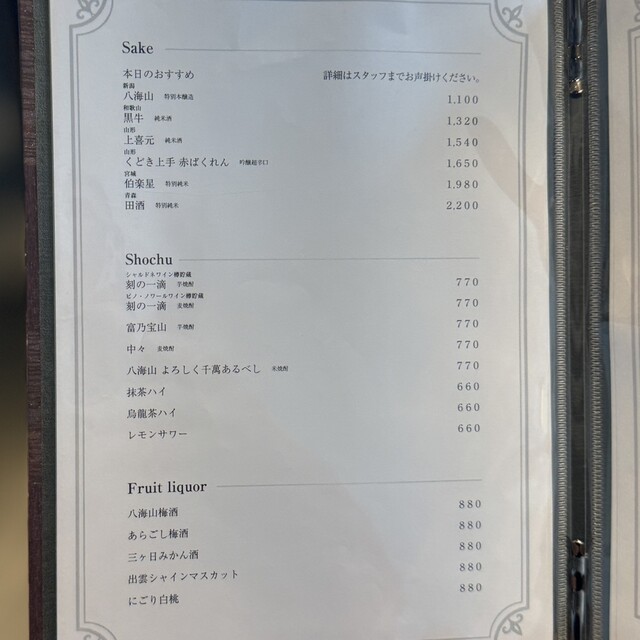 Sake
本日のおすすめ 詳細はスタッフまでお声掛けください。
新潟
八海山 特別本醸造 1,100
和歌山
黒牛 純米酒 1,320
山形
上喜元 純米酒 1,540
山形
くどき上手 赤ばくれん 吟醸超辛口 1,650
宮城
伯楽星 特別純米 1,980
青森
田酒 特別純米 2,200
Shochu
シャルドネワイン樽貯蔵
刻の一滴 芋焼酎 770
ピノ・ノワールワイン樽貯蔵
刻の一滴 麦焼酎 770
富乃宝山 芋焼酎 770
中々 麦焼酎 770
八海山 よろしく千萬あるべし 米焼酎 770
抹茶ハイ 660
烏龍茶ハイ 660
レモンサワー 660
Fruit liquor
八海山梅酒 880
あらごし梅酒 880
三ヶ日みかん酒 880
出雲シャインマスカット 880
にごり白桃 880